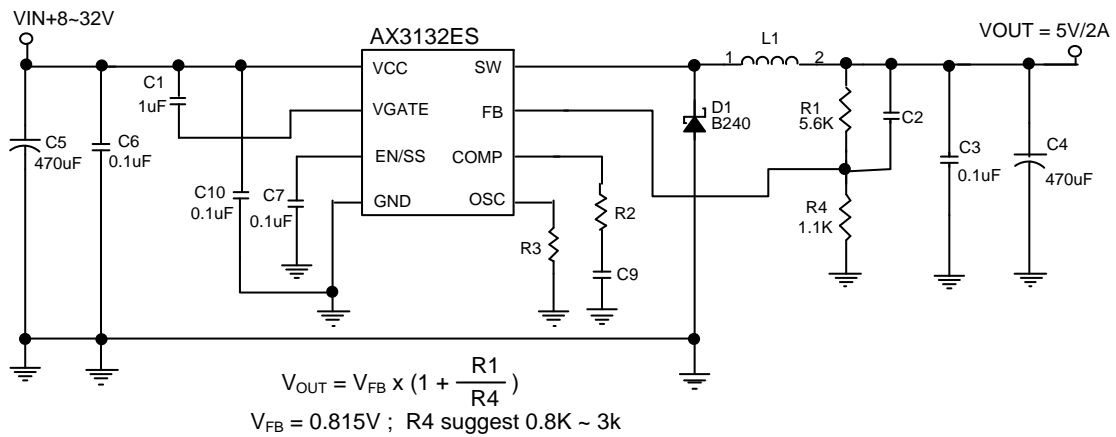 VIN+8~32V
AX3132ES
VOUT = 5V/2A
VCC
SW
1
L1
2
C1
1uF
VGATE
FB
D1
B240
R1
5.6K
C2
C5
470uF
C6
0.1uF
EN/SS
COMP
C3
0.1uF
C4
470uF
C10
0.1uF
C7
0.1uF
GND
OSC
R2
R4
1.1K
R3
C9
VOUT = VFB x (1 + R1/R4)
VFB = 0.815V ; R4 suggest 0.8K ~ 3k